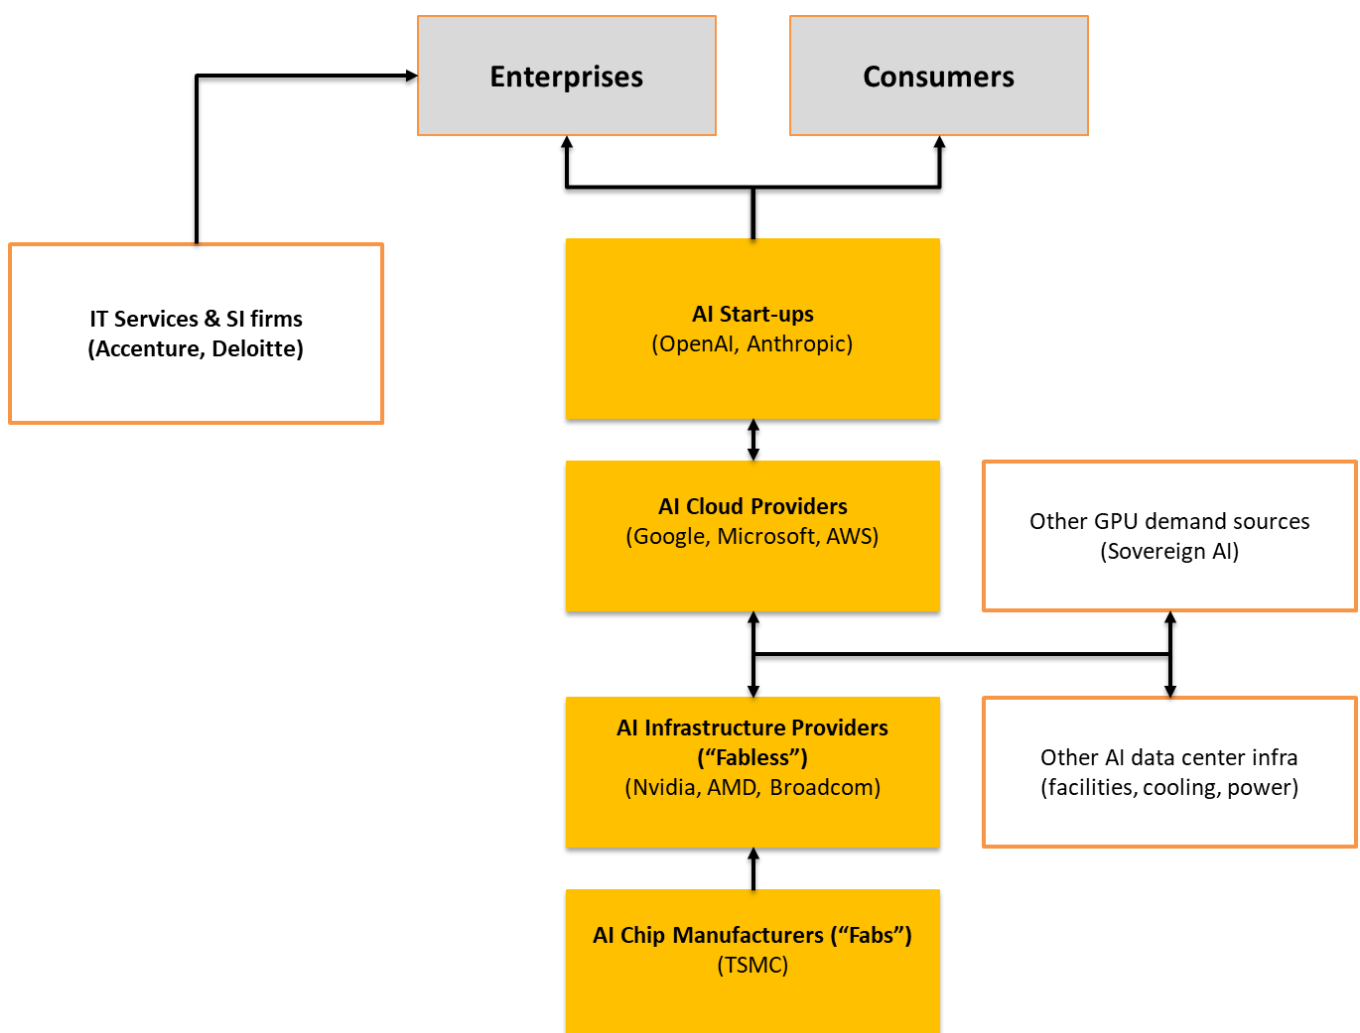 Enterprises
Consumers
IT Services & SI firms
(Accenture, Deloitte)
AI Start-ups
(OpenAI, Anthropic)
AI Cloud Providers
(Google, Microsoft, AWS)
Other GPU demand sources
(Sovereign AI)
AI Infrastructure Providers
(“Fabless”)
(Nvidia, AMD, Broadcom)
Other AI data center infra
(facilities, cooling, power)
AI Chip Manufacturers (“Fabs”)
(TSMC)